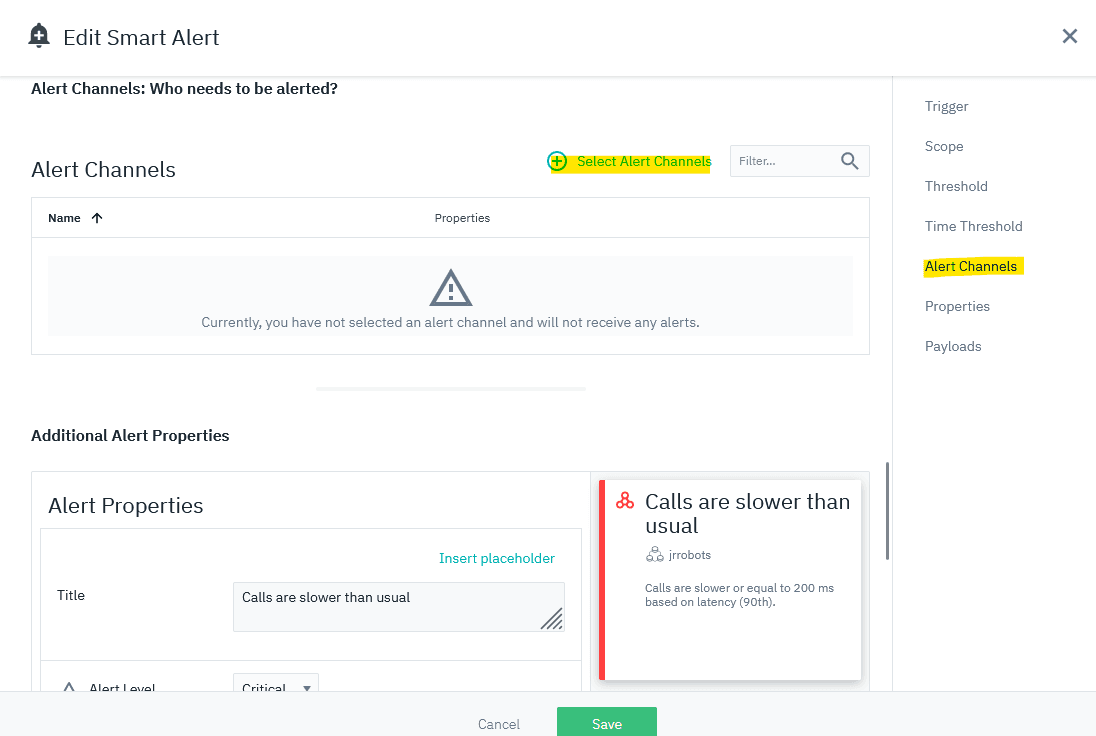 Edit Smart Alert
Alert Channels: Who needs to be alerted?
Alert Channels
Select Alert Channels
Filter...
Name
Properties
Currently, you have not selected an alert channel and will not receive any alerts.
Additional Alert Properties
Alert Properties
Insert placeholder
Title
Calls are slower than usual
Alert Level
Critical
Calls are slower than
usual
jrrobots
Calls are slower or equal to 200 ms
based on latency (90th).
Trigger
Scope
Threshold
Time Threshold
Alert Channels
Properties
Payloads
Cancel
Save